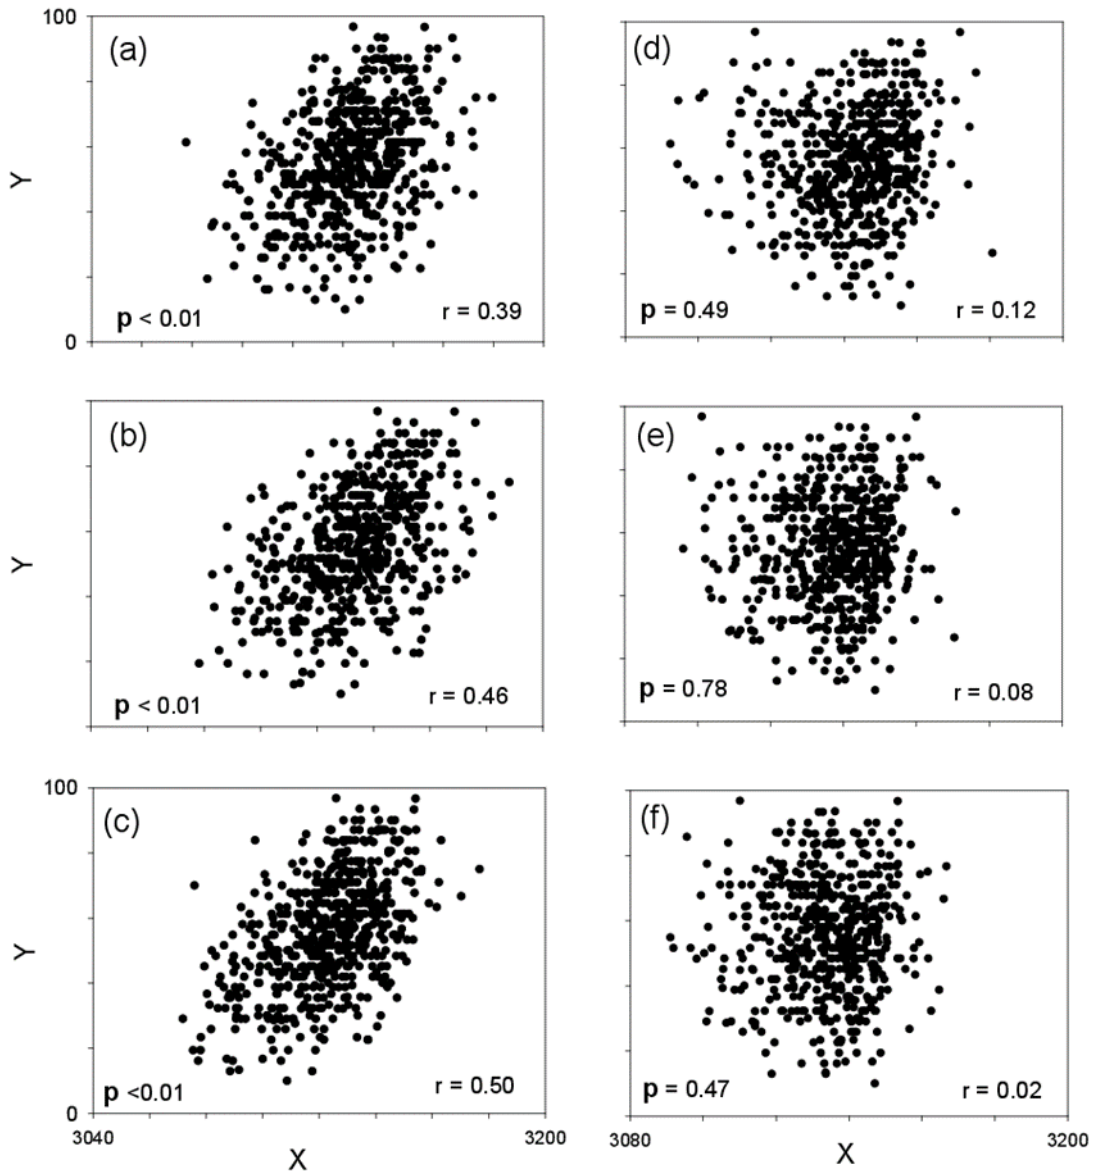 100
(a)
Y
p < 0.01
r = 0.39
0
(d)
p = 0.49
r = 0.12
(b)
Y
p < 0.01
r = 0.46
(e)
p = 0.78
r = 0.08
100
(c)
Y
p <0.01
r = 0.50
0
3040
3200
X
(f)
p = 0.47
r = 0.02
3080
3200
X